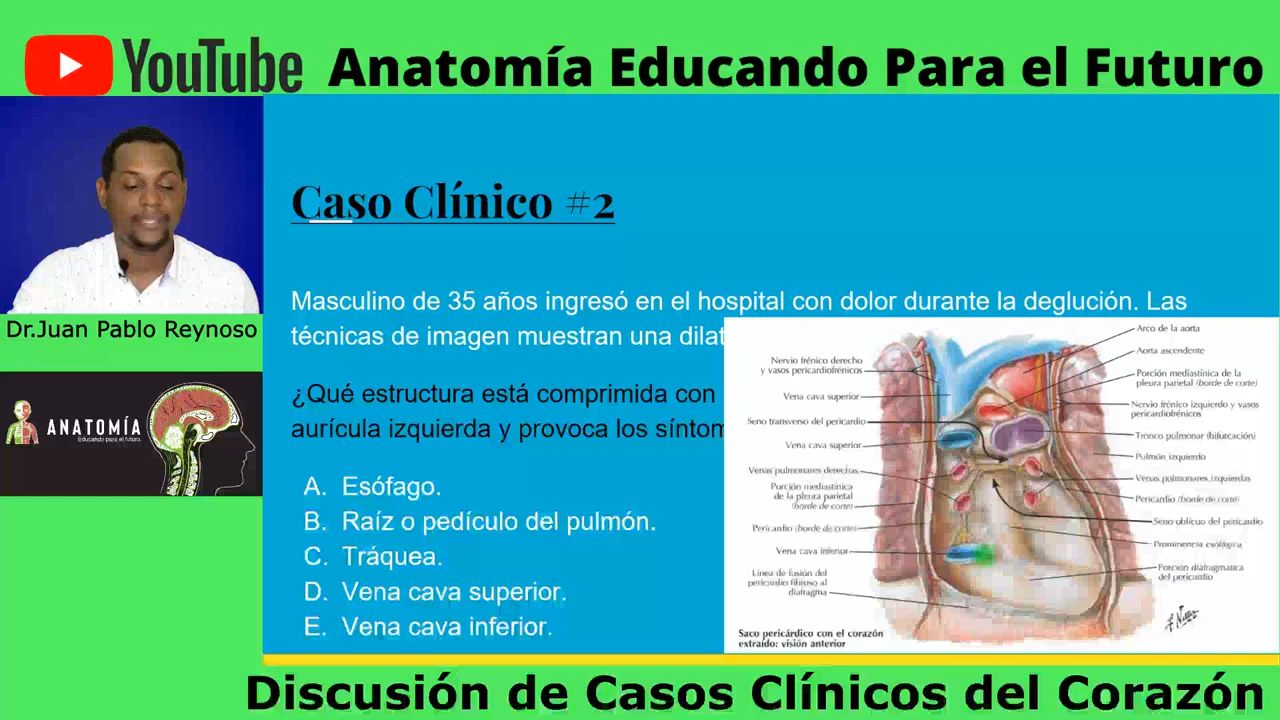 YouTube Anatomía Educando Para el Futuro
Caso Clínico #2
Masculino de 35 años ingresó en el hospital con dolor durante la deglución. Las
técnicas de imagen muestran una dilat
¿Qué estructura está comprimida con
aurícula izquierda y provoca los síntom
A. Esófago.
B. Raíz o pedículo del pulmón.
C. Tráquea.
D. Vena cava superior.
E. Vena cava inferior.
Nervio frénico derecho
y vasos pericardiofrénicos
Vena cava superior
Seno transverso del pericardio
Vena cava superior
Venas pulmonares derechas
Porción mediastínica
de la pleura parietal
(borde de corte)
Pericardio (borde de corte)
Vena cava inferior
Línea de fusión del
pericardio fibroso al
diafragma
Saco pericárdico con el corazón
extraído: visión anterior
Arco de la aorta
Aorta ascendente
Porción mediastínica de la
pleura parietal (borde de corte)
Nervio frénico izquierdo y vasos
pericardiofrénicos
Tronco pulmonar (bifurcación)
Pulmón izquierdo
Venas pulmonares izquierdas
Pericardio (borde de corte)
Seno oblicuo del pericardio
Prominencia esofágica
Porción diafragmática
del pericardio
Dr.Juan Pablo Reynoso
ANATOMÍA
Educando para el futuro.
Discusión de Casos Clínicos del Corazón